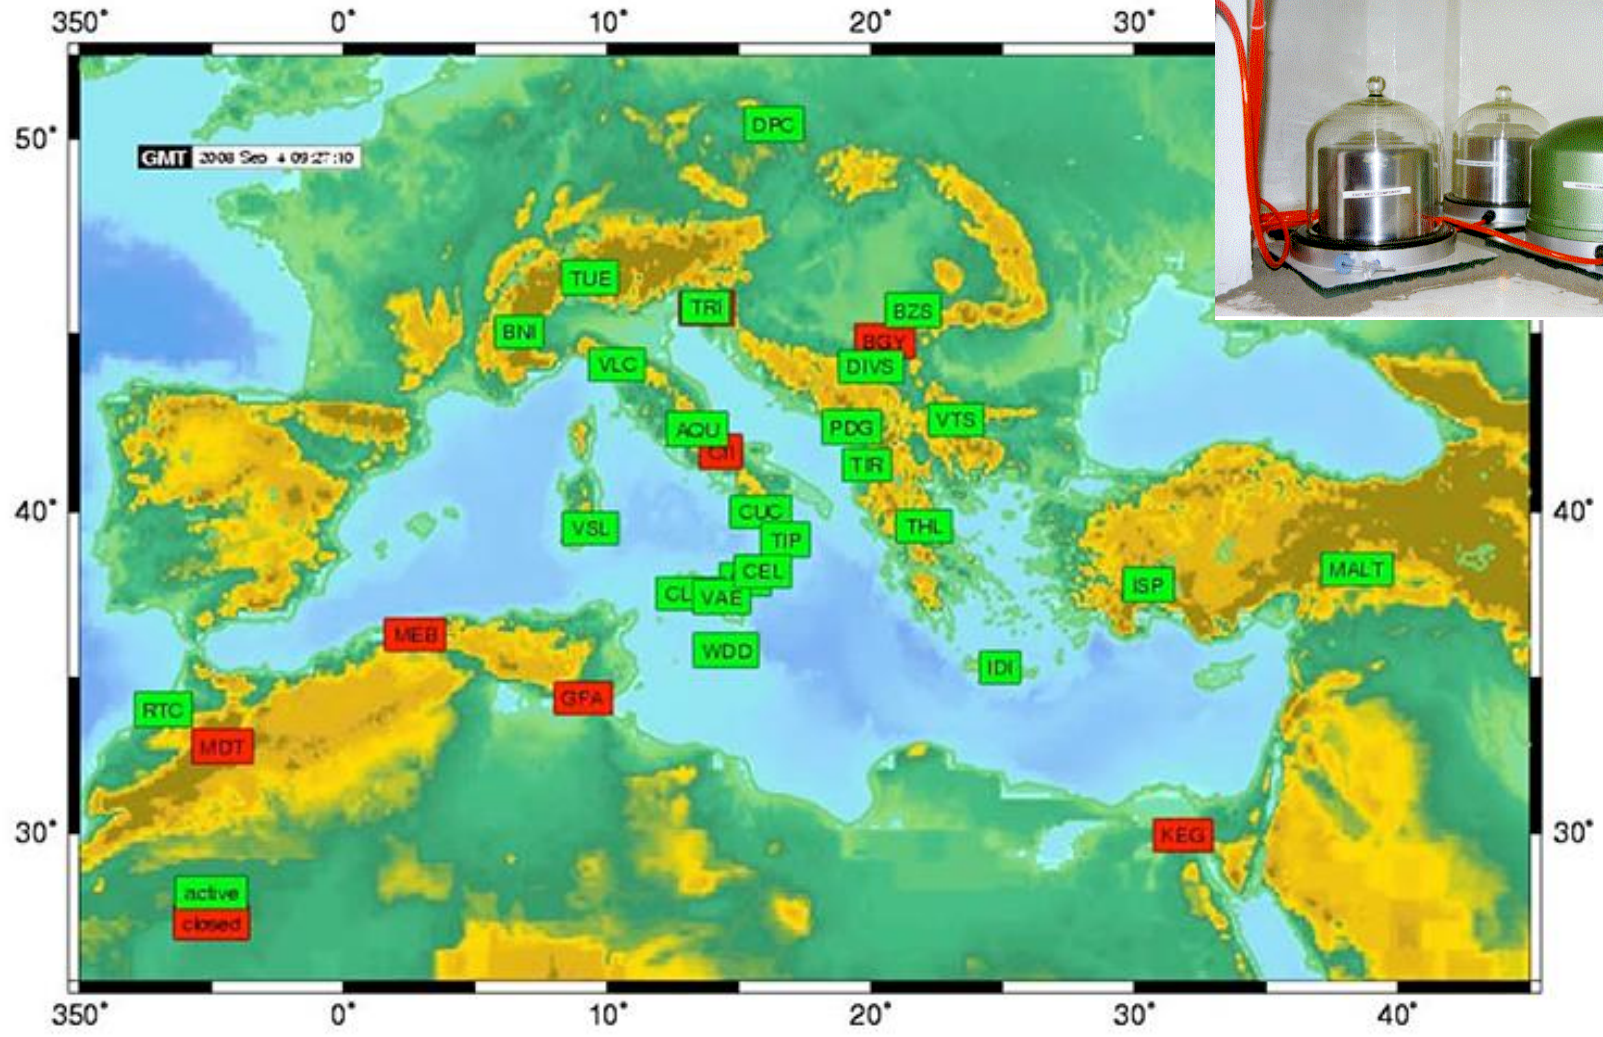 350° 0° 10° 20° 30°
50°
DPC
GMT 2008 Sep 4 09:27:10
TUE
TRI
BZS
BNI
BGY
VLC
DIVS
AQU
PDG
VTS
TIR
40°
CUC
40°
VSL
THL
TIP
CEL
MALT
ISP
VAE
MEB
WDD
IDI
GFA
RTC
MDT
30°
KEG
30°
active
closed
350° 0° 10° 20° 30° 40°